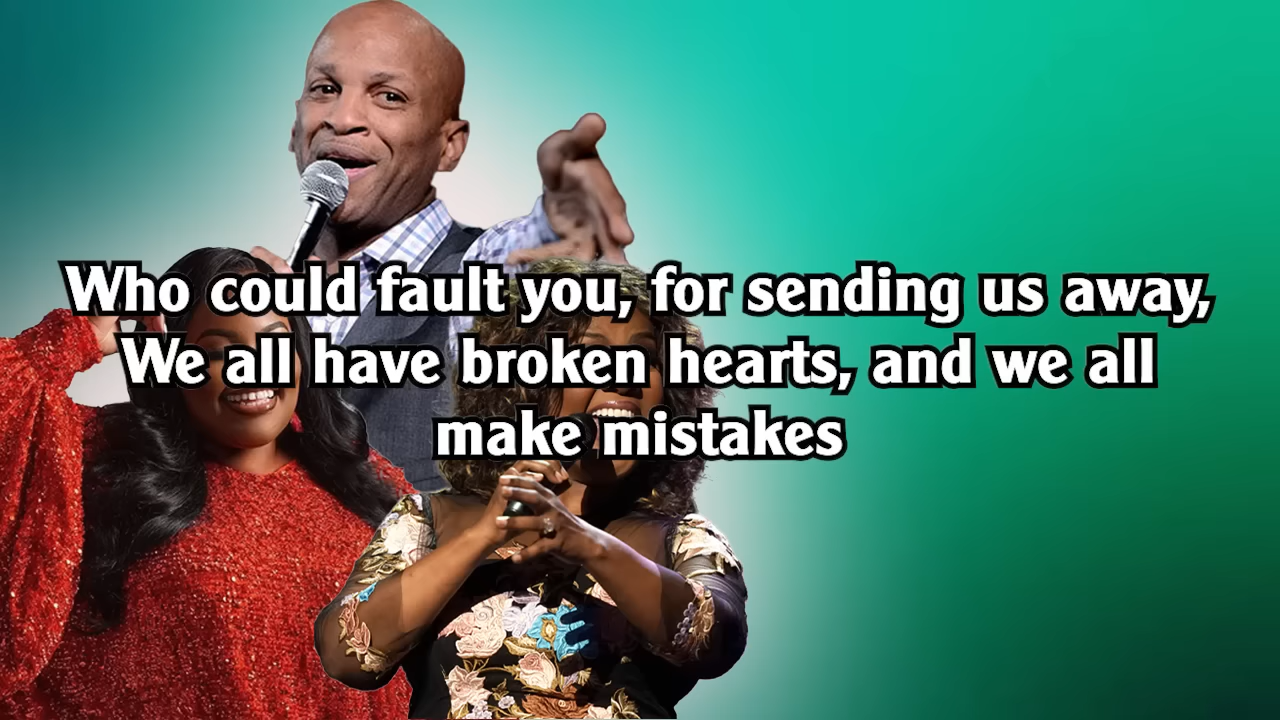 Who could fault you, for sending us away,
We all have broken hearts, and we all
make mistakes